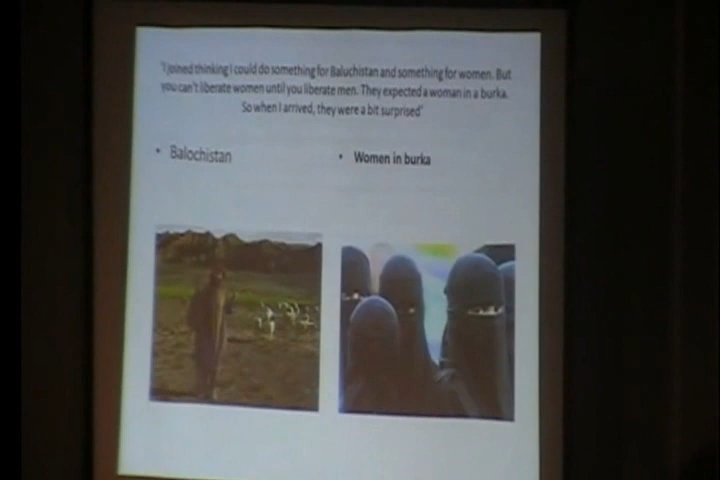 'I joined thinking I could do something for Baluchistan and something for women. But
you can't liberate women until you liberate men. They expected a woman in a burka.
So when I arrived, they were a bit surprised'
• Balochistan
• Women in burka